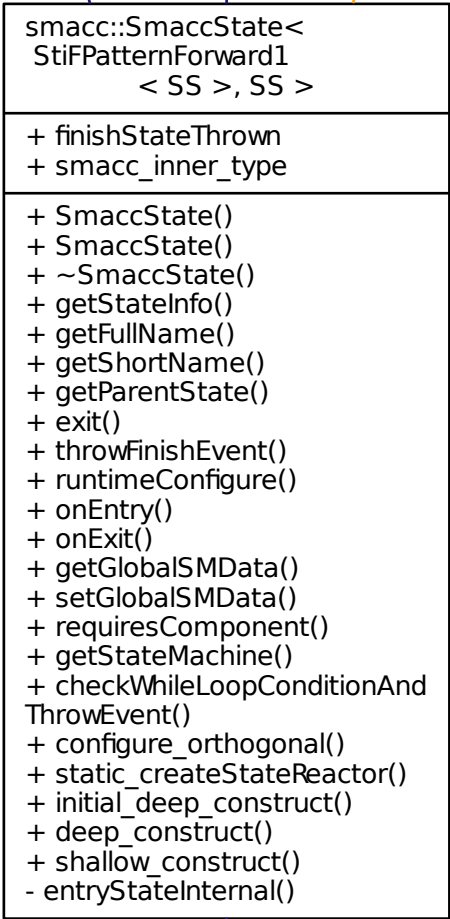 smacc::SmaccState<
StiFPatternForward1
< SS >, SS >
+ finishStateThrown
+ smacc_inner_type
+ SmaccState()
+ SmaccState()
+ ~SmaccState()
+ getStateInfo()
+ getFullName()
+ getShortName()
+ getParentState()
+ exit()
+ throwFinishEvent()
+ runtimeConfigure()
+ onEntry()
+ onExit()
+ getGlobalSMData()
+ setGlobalSMData()
+ requiresComponent()
+ getStateMachine()
+ checkWhileLoopConditionAnd
ThrowEvent()
+ configure_orthogonal()
+ static_createStateReactor()
+ initial_deep_construct()
+ deep_construct()
+ shallow_construct()
- entryStateInternal()